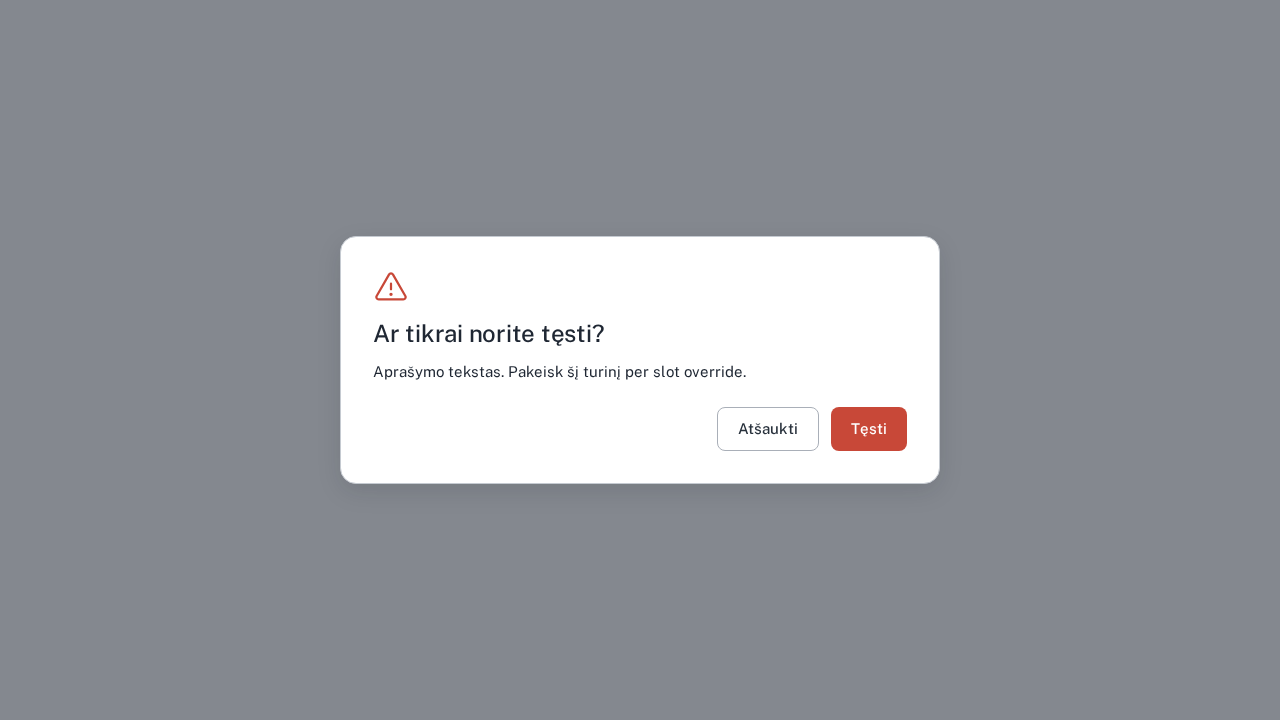 Ar tikrai norite tęsti?
Aprašymo tekstas. Pakeisk šį turinį per slot override.
Atšaukti
Tęsti